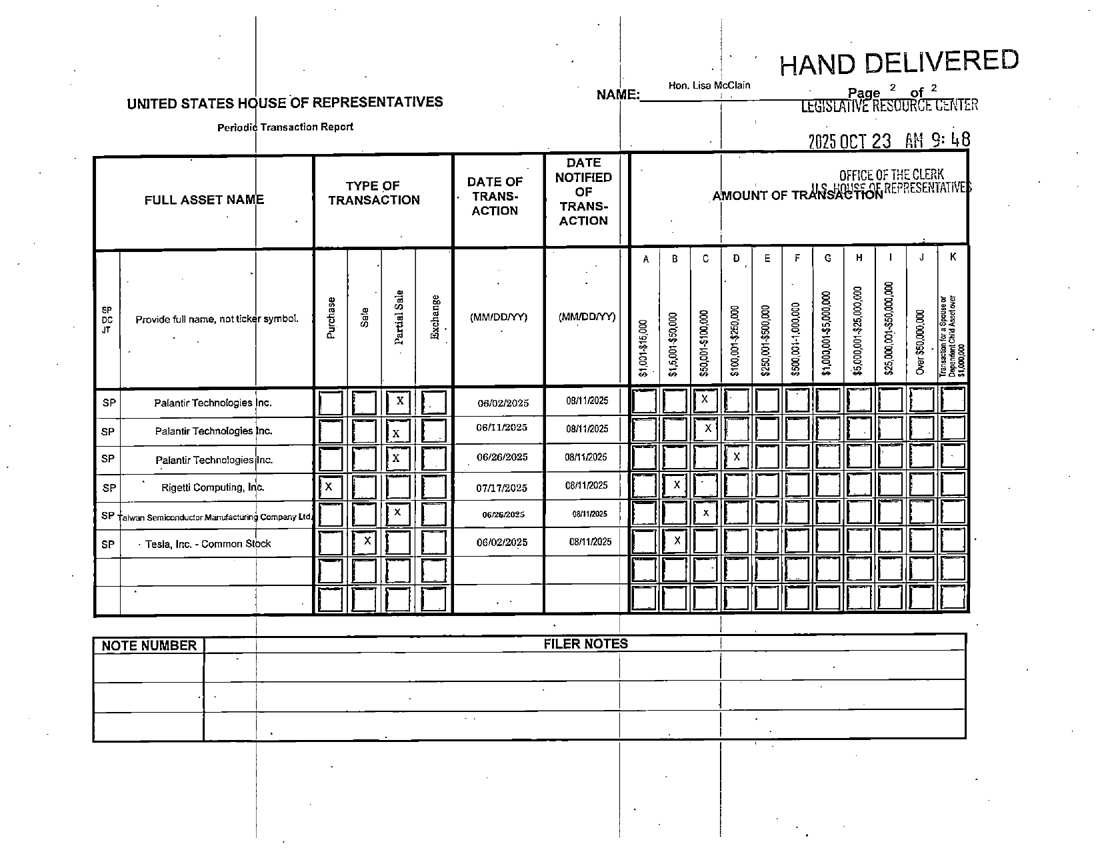 HAND DELIVERED
UNITED STATES HOUSE OF REPRESENTATIVES
NAME: Hon. Lisa McClain
Page 2 of 2
LEGISLATIVE RESOURCE CENTER
Periodic Transaction Report
2025 OCT 23 AM 9:48
OFFICE OF THE CLERK
U.S. HOUSE OF REPRESENTATIVES
FULL ASSET NAME
TYPE OF TRANSACTION
DATE OF TRANS-ACTION
DATE NOTIFIED OF TRANS-ACTION
AMOUNT OF TRANSACTION
A B C D E F G H I J K
SP DC JT
Provide full name, not ticker symbol.
Purchase
Sale
Partial Sale
Exchange
(MM/DD/YY)
(MM/DD/YY)
$1,001-$15,000
$15,001-$50,000
$50,001-$100,000
$100,001-$250,000
$250,001-$500,000
$500,001-1,000,000
$1,000,001-$5,000,000
$5,000,001-$25,000,000
$25,000,001-$50,000,000
Over $50,000,000
Transaction for a Spouse or Dependent Child Asset over $1,000,000
SP Palantir Technologies Inc. X 06/02/2025 08/11/2025 X
SP Palantir Technologies Inc. X 06/11/2025 08/11/2025 X
SP Palantir Technologies Inc. X 06/26/2025 08/11/2025 X
SP Rigetti Computing, Inc. X 07/17/2025 08/11/2025 X
SP Taiwan Semiconductor Manufacturing Company Ltd. X 06/26/2025 08/11/2025 X
SP Tesla, Inc. - Common Stock X 06/02/2025 08/11/2025 X
NOTE NUMBER FILER NOTES